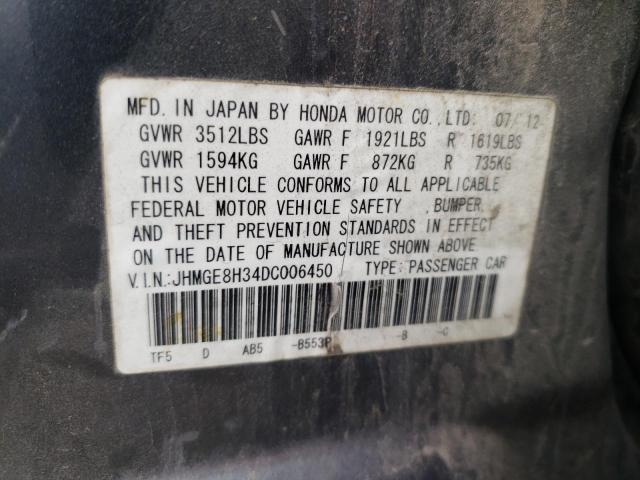 MFD. IN JAPAN BY HONDA MOTOR CO.,LTD. 07/12
GVWR 3512LBS GAWR F 1921LBS R 1619LBS
GVWR 1594KG GAWR F 872KG R 735KG
THIS VEHICLE CONFORMS TO ALL APPLICABLE
FEDERAL MOTOR VEHICLE SAFETY ,BUMPER,
AND THEFT PREVENTION STANDARDS IN EFFECT
ON THE DATE OF MANUFACTURE SHOWN ABOVE.
V.I.N.:JHMGE8H34DC006450 TYPE: PASSENGER CAR
TF5 D AB5 -B553P -B -C